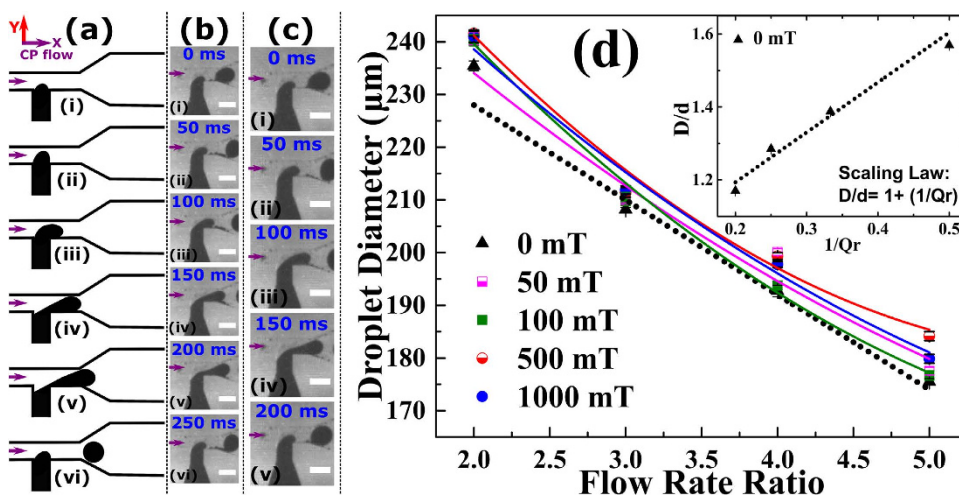 (a)
Y
X
CP flow
(i)
(ii)
(iii)
(iv)
(v)
(vi)
(b)
0 ms
(i)
50 ms
(ii)
100 ms
(iii)
150 ms
(iv)
200 ms
(v)
250 ms
(vi)
(c)
0 ms
(i)
50 ms
(ii)
100 ms
(iii)
150 ms
(iv)
200 ms
(v)
(d)
Droplet Diameter (μm)
240
230
220
210
200
190
180
170
2.0 2.5 3.0 3.5 4.0 4.5 5.0
Flow Rate Ratio
0 mT
50 mT
100 mT
500 mT
1000 mT
0 mT
D/d
1.6
1.4
1.2
Scaling Law:
D/d= 1+ (1/Qr)
0.2 0.3 0.4 0.5
1/Qr